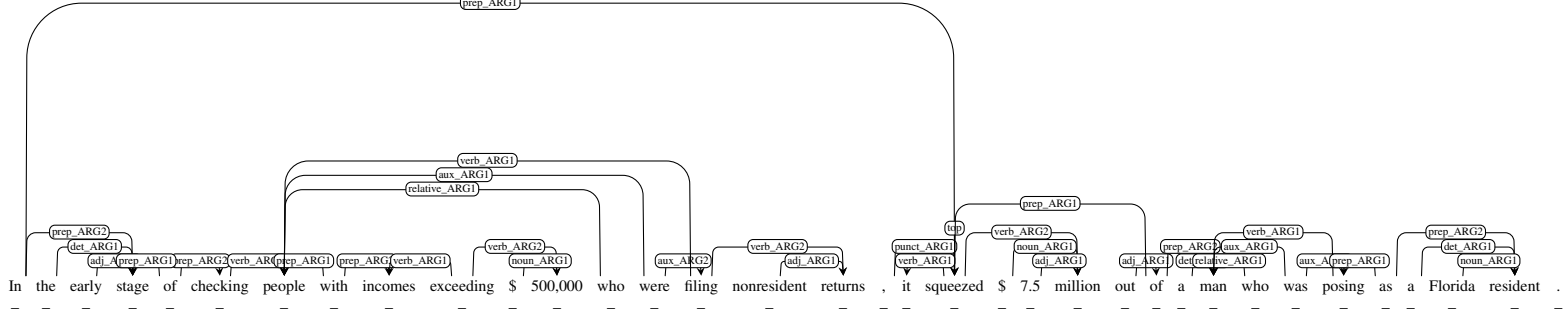 prep_ARG1
verb_ARG1
aux_ARG1
relative_ARG1
prep_ARG1
prep_ARG2 top verb_ARG2 verb_ARG1 prep_ARG2
det_ARG1 verb_ARG2 verb_ARG2 punct_ARG1 noun_ARG1 prep_ARG2 aux_ARG1 det_ARG1
prep_ARG1 prep_ARG2 prep_ARG1 verb_ARG1 noun_ARG1 aux_ARG2 adj_ARG1 verb_ARG1 adj_ARG1 adj_ARG1 relative_ARG1 prep_ARG1 noun_ARG1
In the early stage of checking people with incomes exceeding $ 500,000 who were filing nonresident returns , it squeezed $ 7.5 million out of a man who was posing as a Florida resident .